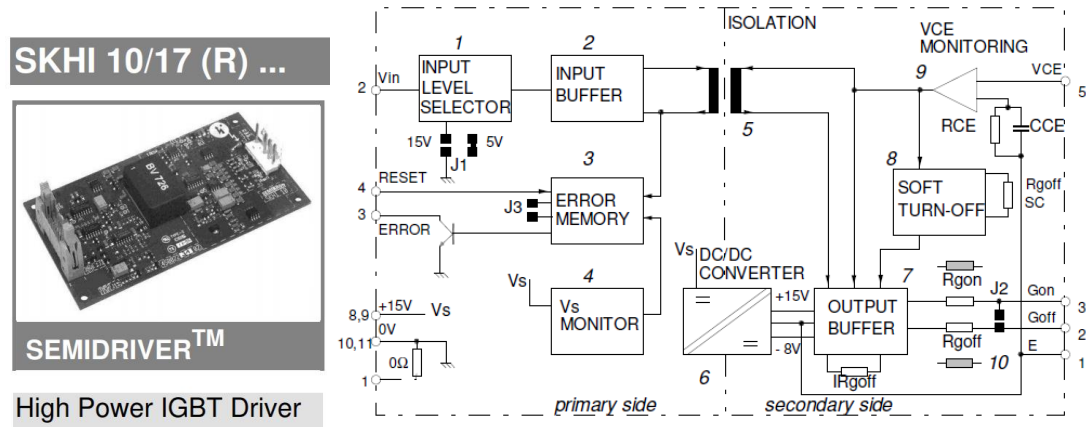 SKHI 10/17 (R) ...
BV 726
SEMIDRIVER™
High Power IGBT Driver
ISOLATION
1
INPUT
LEVEL
SELECTOR
2
INPUT
BUFFER
VCE
MONITORING
9
VCE
5
2
Vin
15V
5V
J1
5
RCE
CCE
8
SOFT
TURN-OFF
Rgoff
SC
4
RESET
3
ERROR
J3
3
ERROR
MEMORY
4
Vs
MONITOR
Vs
Vs
DC/DC
CONVERTER
+15V
- 8V
6
7
OUTPUT
BUFFER
IRgoff
Rgon
J2
Gon
3
Goff
2
Rgoff
10
E
1
8,9
+15V
Vs
0V
10,11
0Ω
1
primary side
secondary side